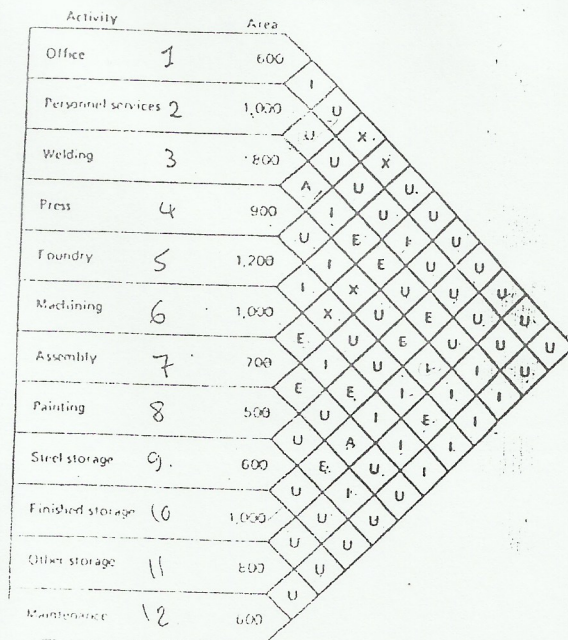 Activity Area
Office 1 600
I
Personnel services 2 1,000 U
U X
Welding 3 800 U X
A U U
Press 4 900 I U U
U E I U
Foundry 5 1,200 I E U U
I X U U U
Machining 6 1,000 X U E U U
E U E U U U
Assembly 7 700 I U I I U
E E I I I
Painting 8 500 U I E I
U A I I
Steel storage 9. 600 E U I
U I U
Finished storage 10 1,000 U U
U U
Other storage 11 800 U
U
Maintenance 12 600